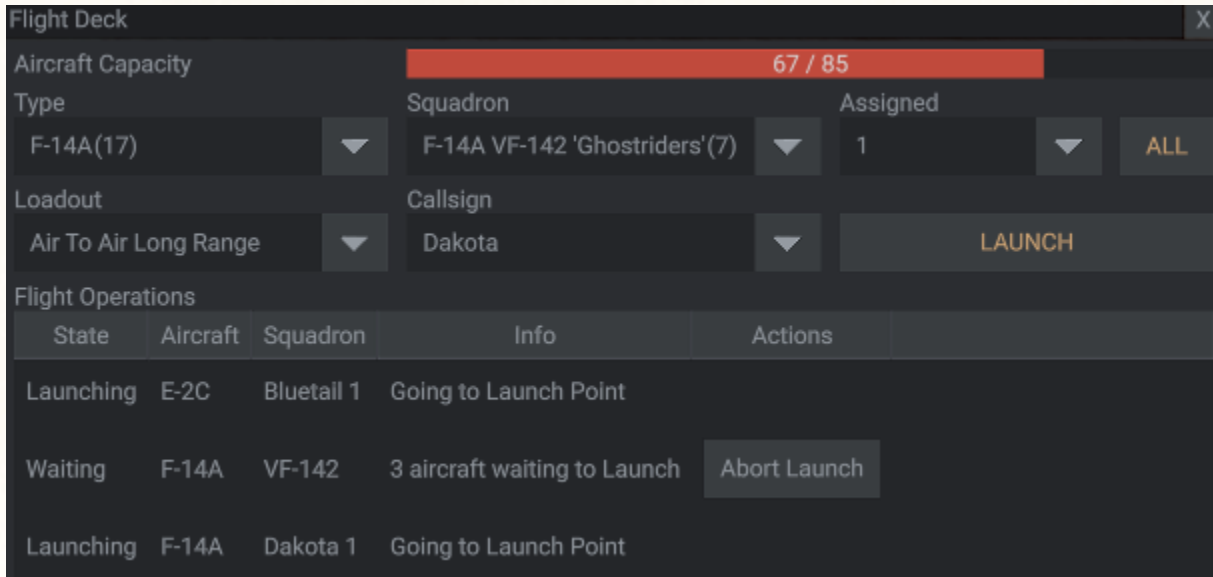 Flight Deck X
Aircraft Capacity 67 / 85
Type Squadron Assigned
F-14A(17) F-14A VF-142 'Ghostriders'(7) 1 ALL
Loadout Callsign
Air To Air Long Range Dakota LAUNCH
Flight Operations
State Aircraft Squadron Info Actions
Launching E-2C Bluetail 1 Going to Launch Point
Waiting F-14A VF-142 3 aircraft waiting to Launch Abort Launch
Launching F-14A Dakota 1 Going to Launch Point